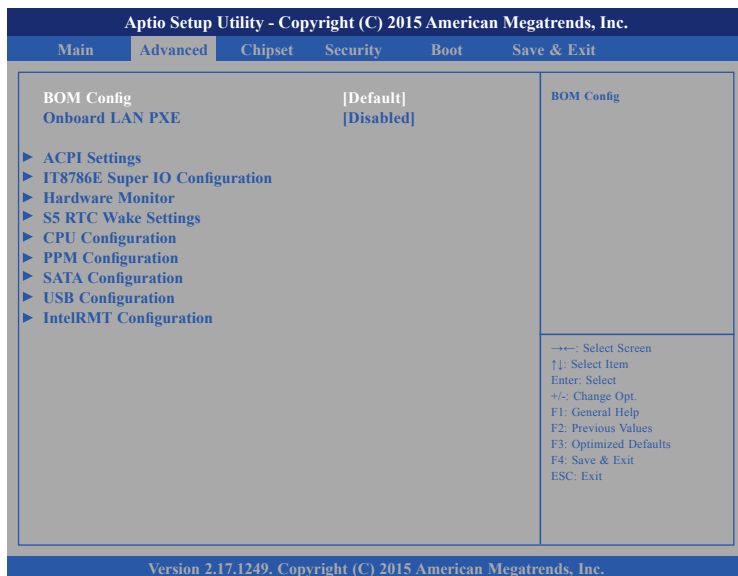 Aptio Setup Utility - Copyright (C) 2015 American Megatrends, Inc.
Main Advanced Chipset Security Boot Save & Exit
BOM Config [Default]
Onboard LAN PXE [Disabled]
► ACPI Settings
► IT8786E Super IO Configuration
► Hardware Monitor
► S5 RTC Wake Settings
► CPU Configuration
► PPM Configuration
► SATA Configuration
► USB Configuration
► IntelRMT Configuration
BOM Config
→←: Select Screen
↑↓: Select Item
Enter: Select
+/-: Change Opt.
F1: General Help
F2: Previous Values
F3: Optimized Defaults
F4: Save & Exit
ESC: Exit
Version 2.17.1249. Copyright (C) 2015 American Megatrends, Inc.